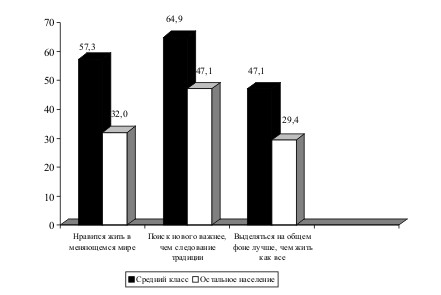 70
60
50
40
30
20
10
0
57,3
32,0
64,9
47,1
47,1
29,4
Нравится жить в
меняющемся мире
Поиск нового важнее,
чем следование
традиции
Выделяться на общем
фоне лучше, чем жить
как все
Средний класс
Остальное население